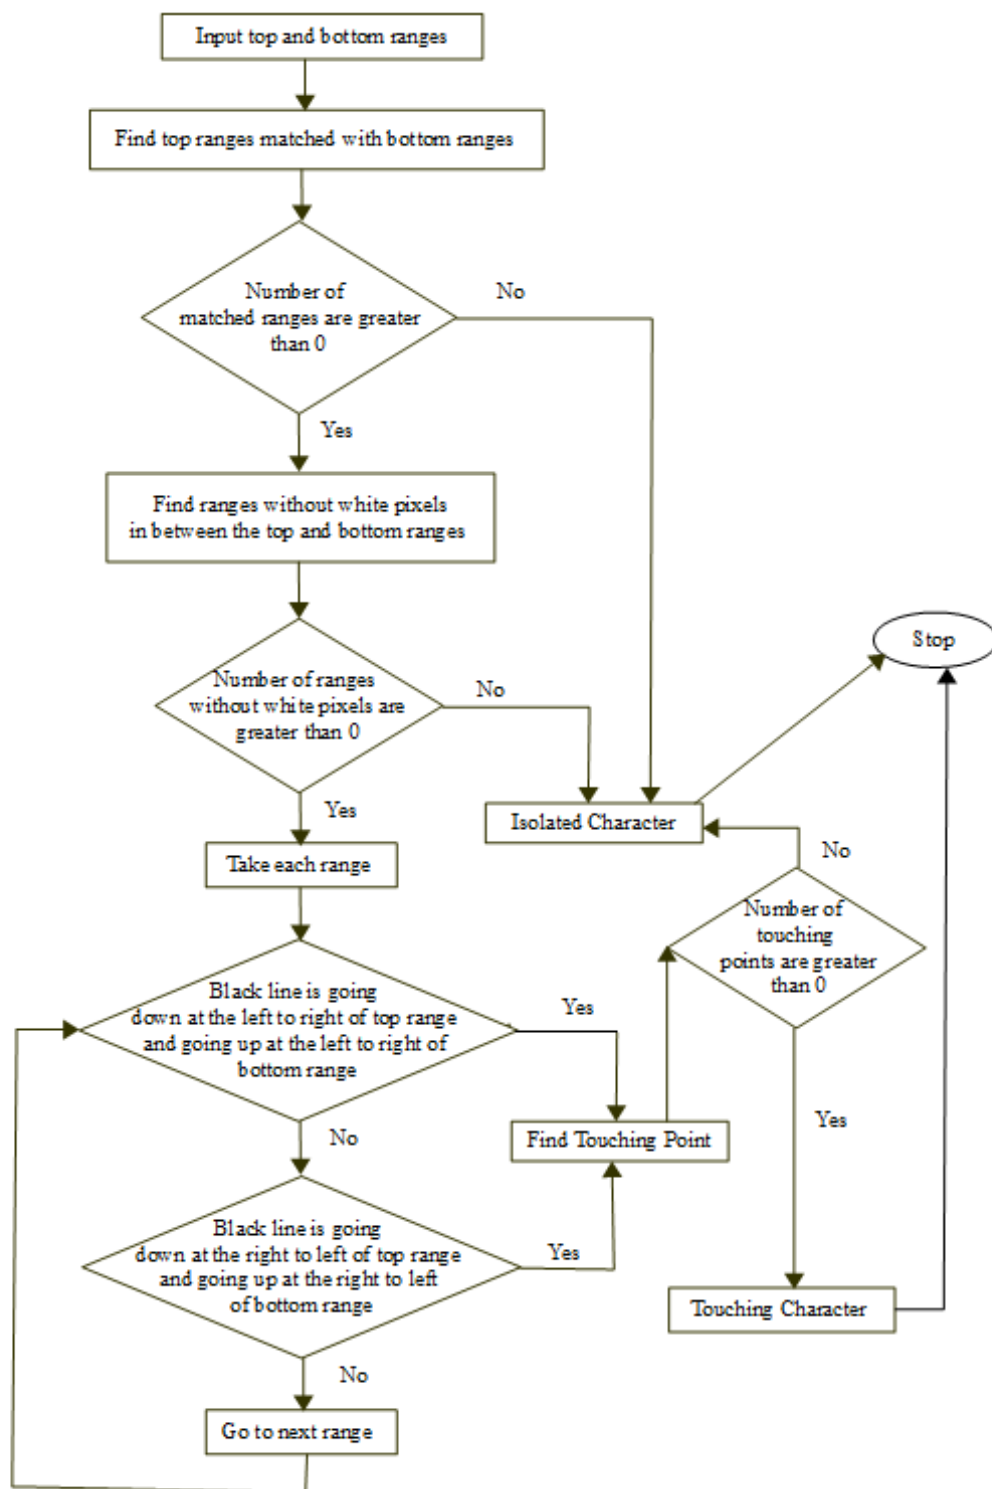 Input top and bottom ranges
Find top ranges matched with bottom ranges
Number of
matched ranges are greater
than 0
No
Yes
Find ranges without white pixels
in between the top and bottom ranges
Stop
Number of ranges
without white pixels are
greater than 0
No
Yes
Isolated Character
Take each range
No
Number of
touching
points are greater
than 0
Black line is going
down at the left to right of top range
and going up at the left to right of
bottom range
Yes
No
Find Touching Point
Yes
Black line is going
down at the right to left of top range
and going up at the right to left
of bottom range
Yes
Touching Character
No
Go to next range